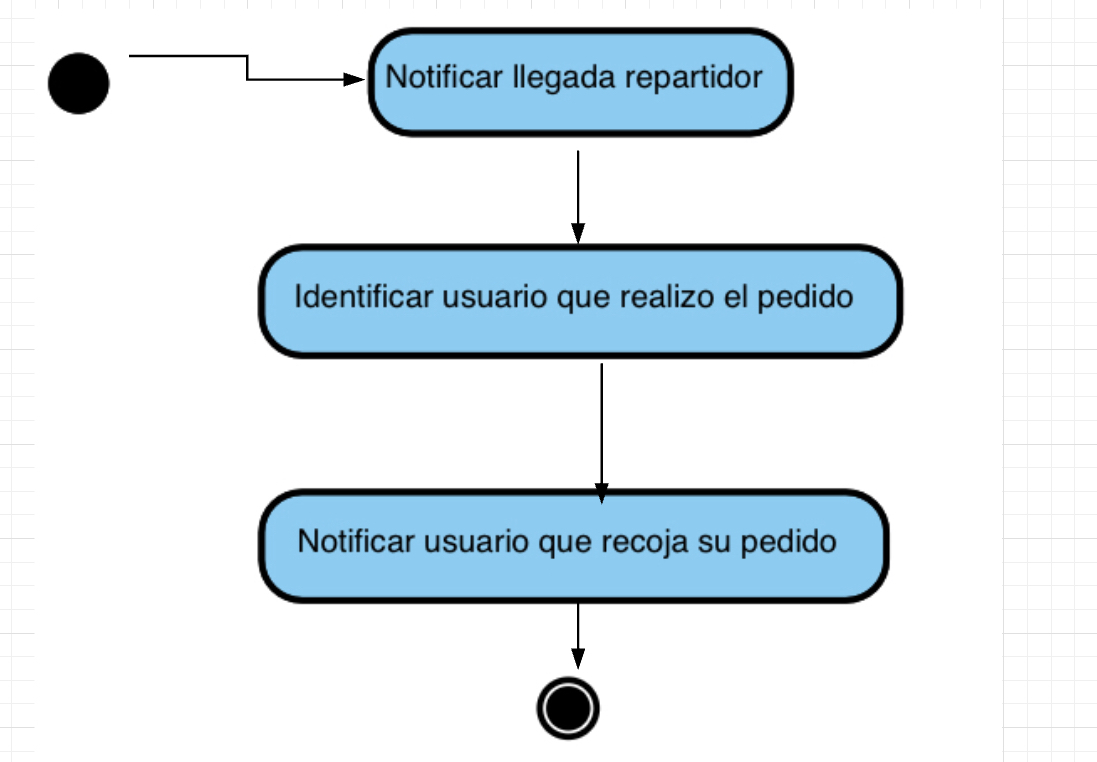 Notificar llegada repartidor
Identificar usuario que realizo el pedido
Notificar usuario que recoja su pedido